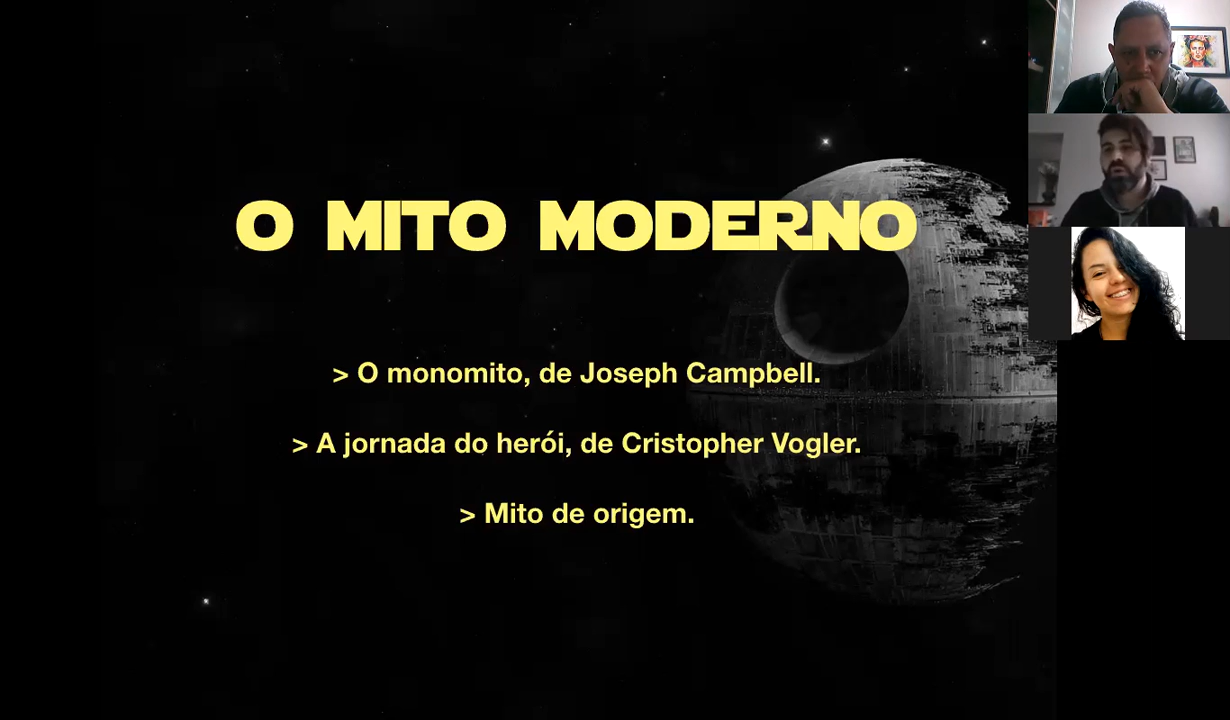 O MITO MODERNO
> O monomito, de Joseph Campbell.
> A jornada do herói, de Cristopher Vogler.
> Mito de origem.